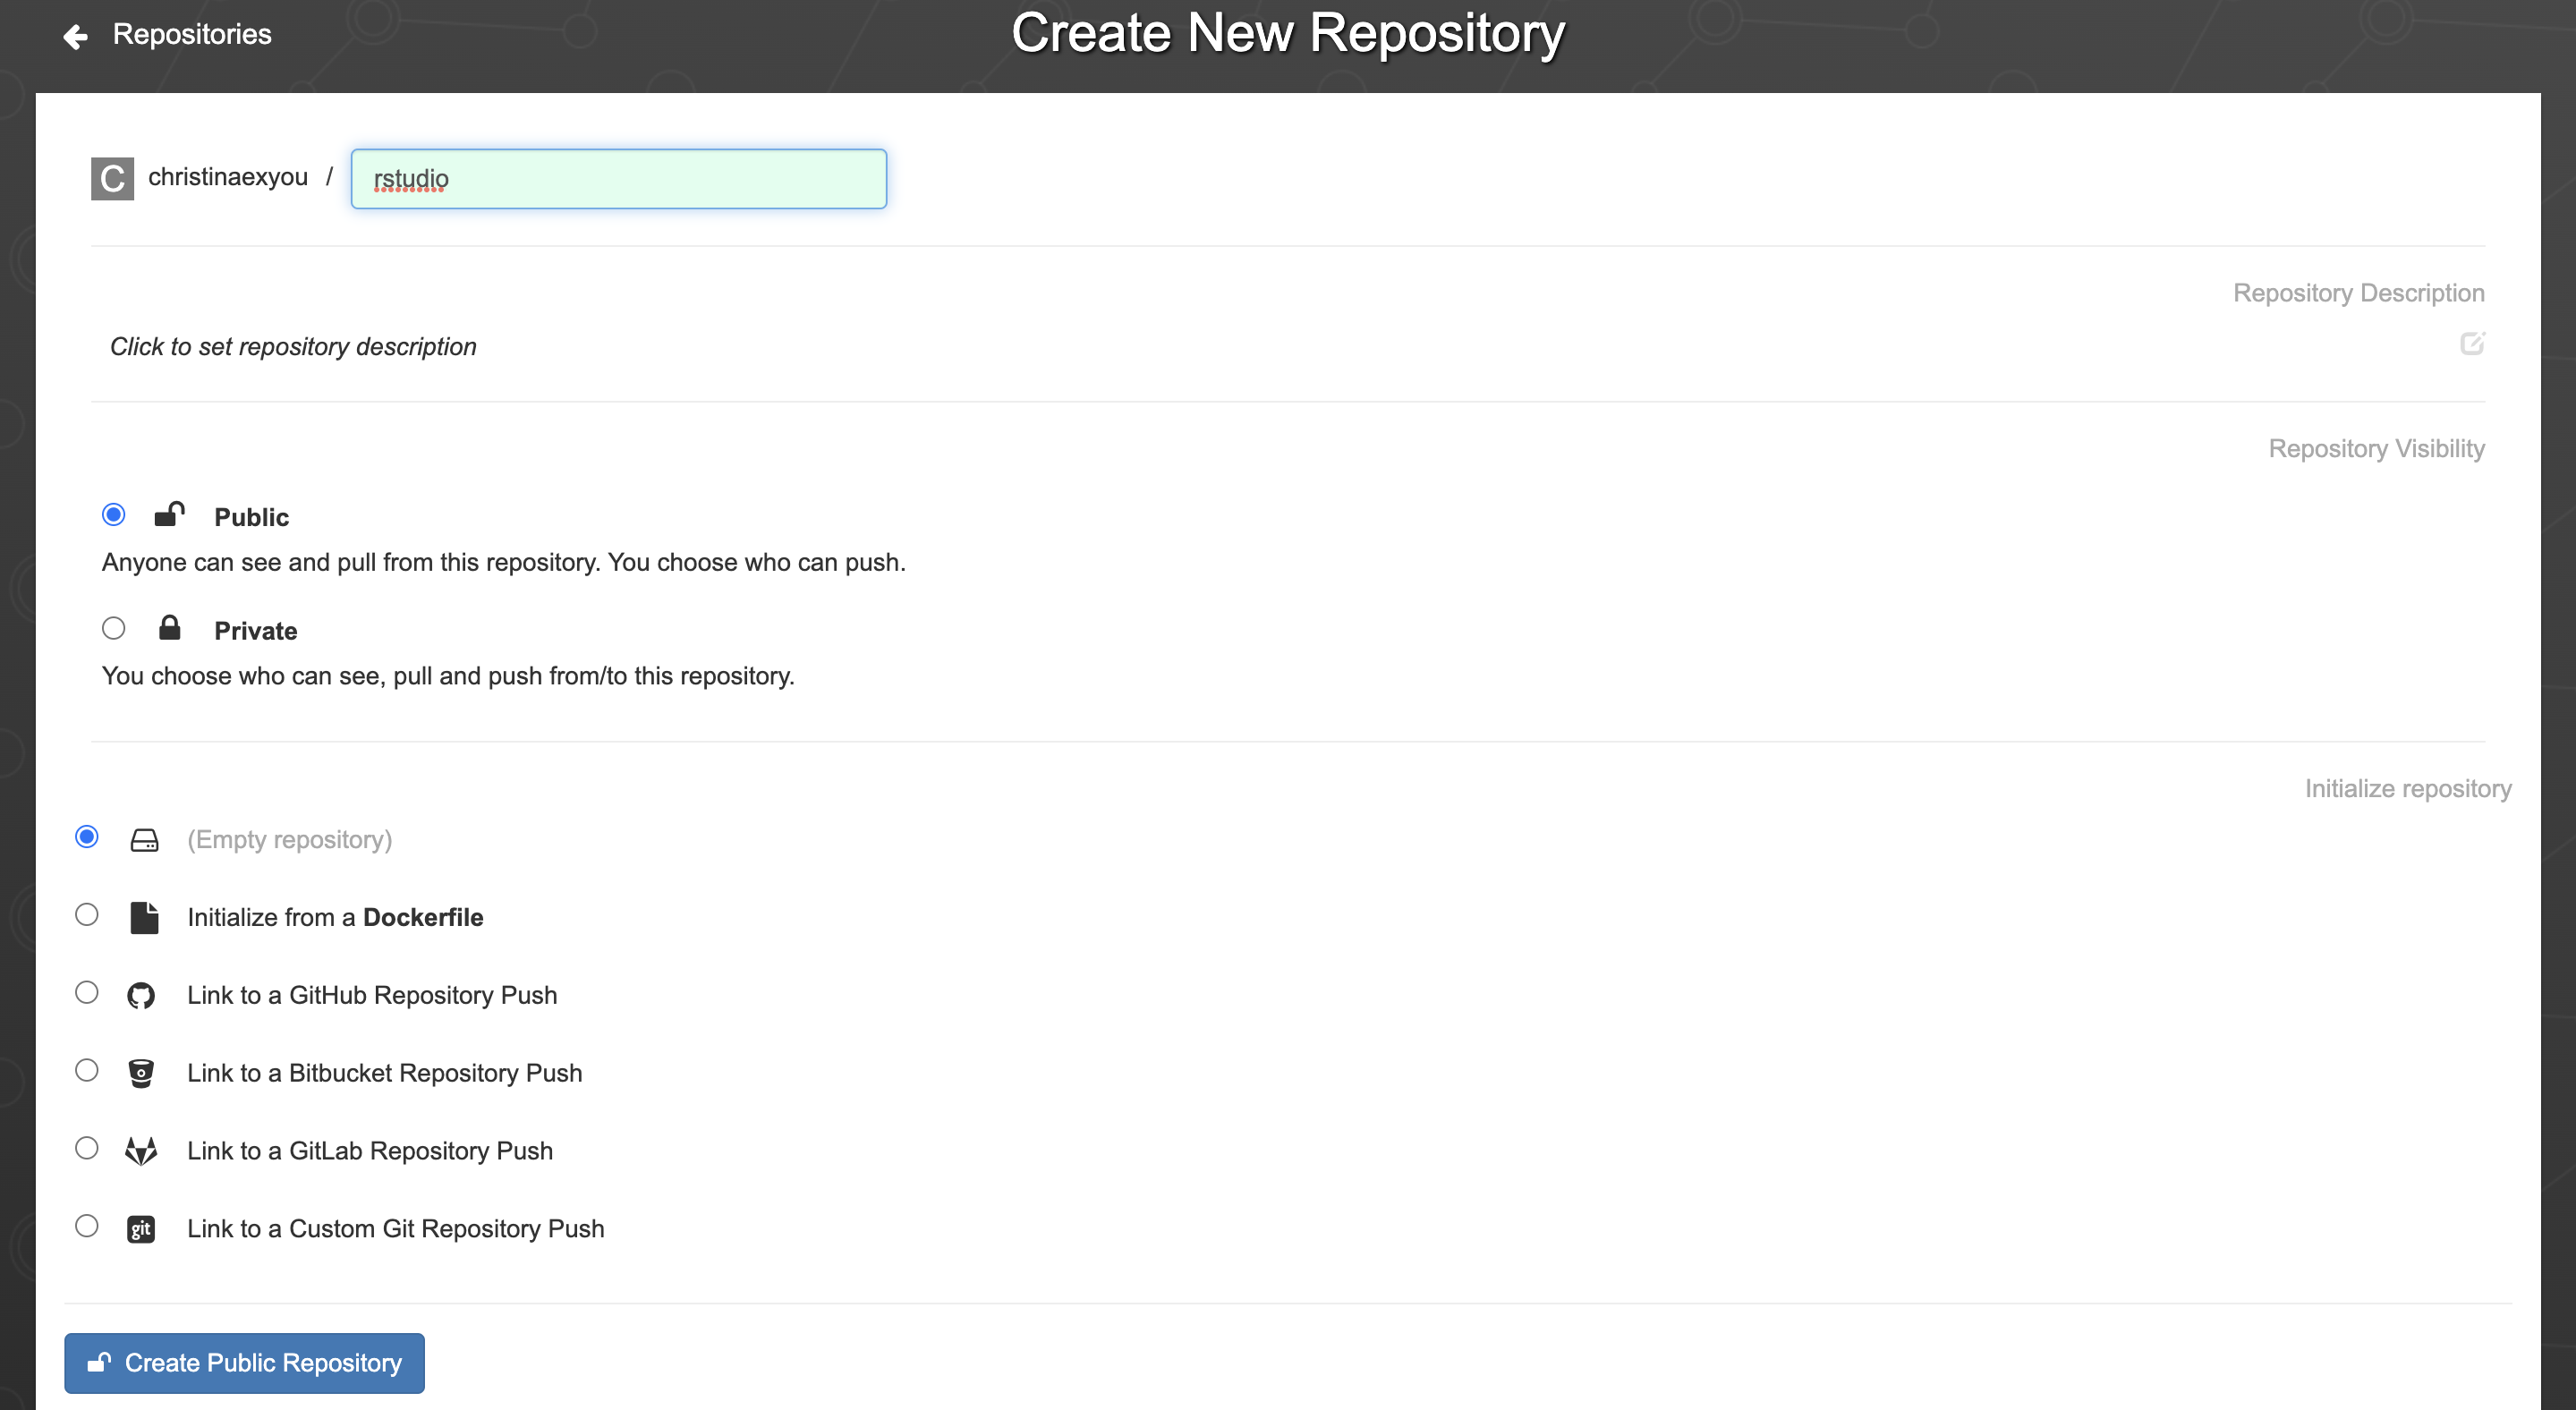 Repositories
Create New Repository
C christinaexyou / rstudio
Repository Description
Click to set repository description
Repository Visibility
Public
Anyone can see and pull from this repository. You choose who can push.
Private
You choose who can see, pull and push from/to this repository.
Initialize repository
(Empty repository)
Initialize from a Dockerfile
Link to a GitHub Repository Push
Link to a Bitbucket Repository Push
Link to a GitLab Repository Push
git Link to a Custom Git Repository Push
Create Public Repository